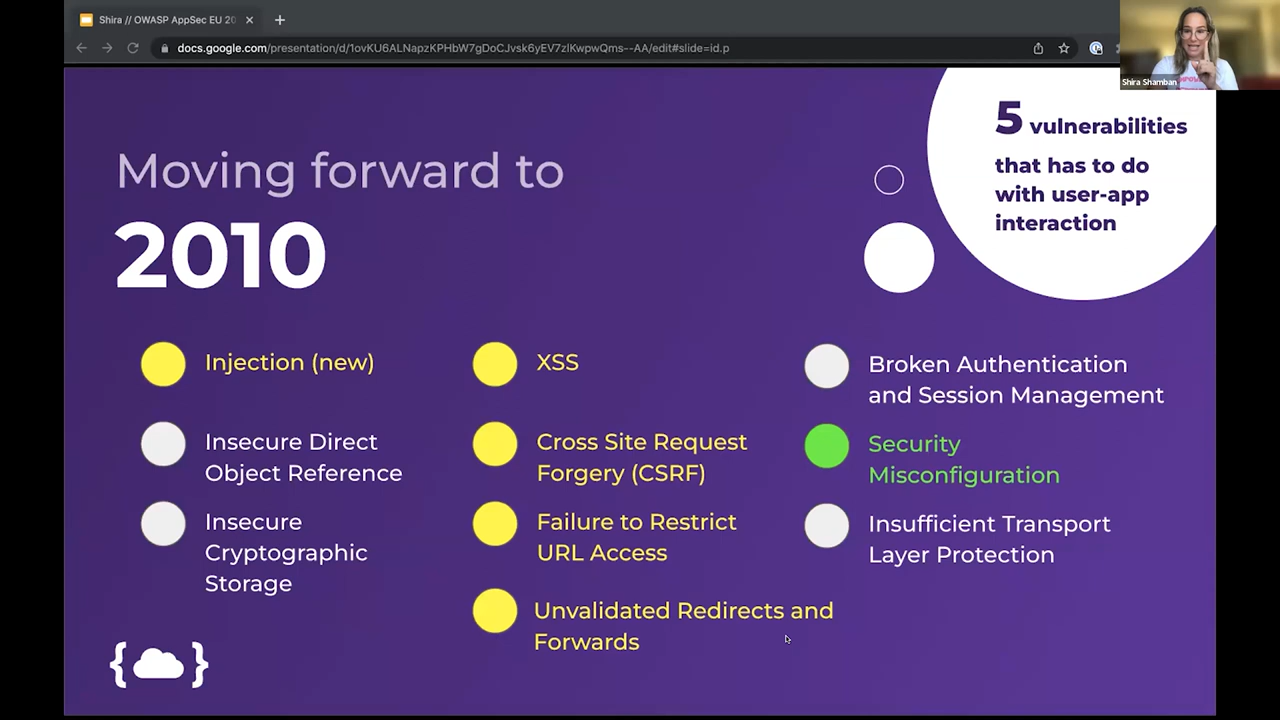 Shira // OWASP AppSec EU 20
docs.google.com/presentation/d/1ovKU6ALNapzKPHbW7gDoCJvsk6yEV7zlKwpwQms--AA/edit#slide=id.p
Shira Shamban
5 vulnerabilities
that has to do
with user-app
interaction
Moving forward to
2010
Injection (new)
Insecure Direct
Object Reference
Insecure
Cryptographic
Storage
XSS
Cross Site Request
Forgery (CSRF)
Failure to Restrict
URL Access
Unvalidated Redirects and
Forwards
Broken Authentication
and Session Management
Security
Misconfiguration
Insufficient Transport
Layer Protection